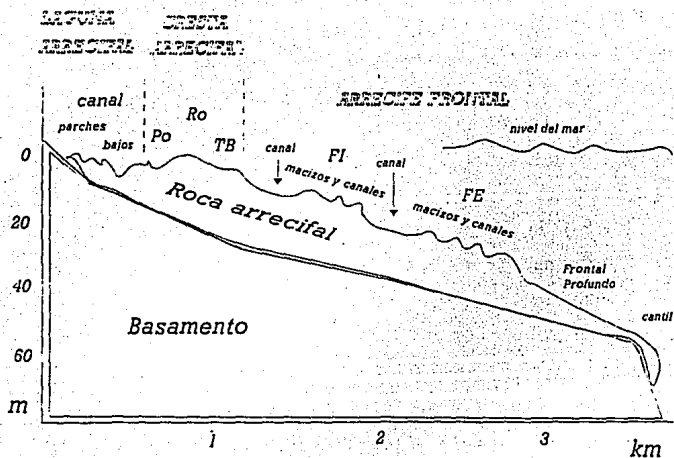 LAGUNA
ARRECIFAL
CRESTA
ARRECIFAL
ARRECIFE FRONTAL
canal
parches
bajos
Po
Ro
TB
canal
FI
macizos y canales
canal
FE
macizos y canales
nivel del mar
Roca arrecifal
Frontal
Profundo
cantil
Basamento
0
20
40
60
m
1
2
3
km